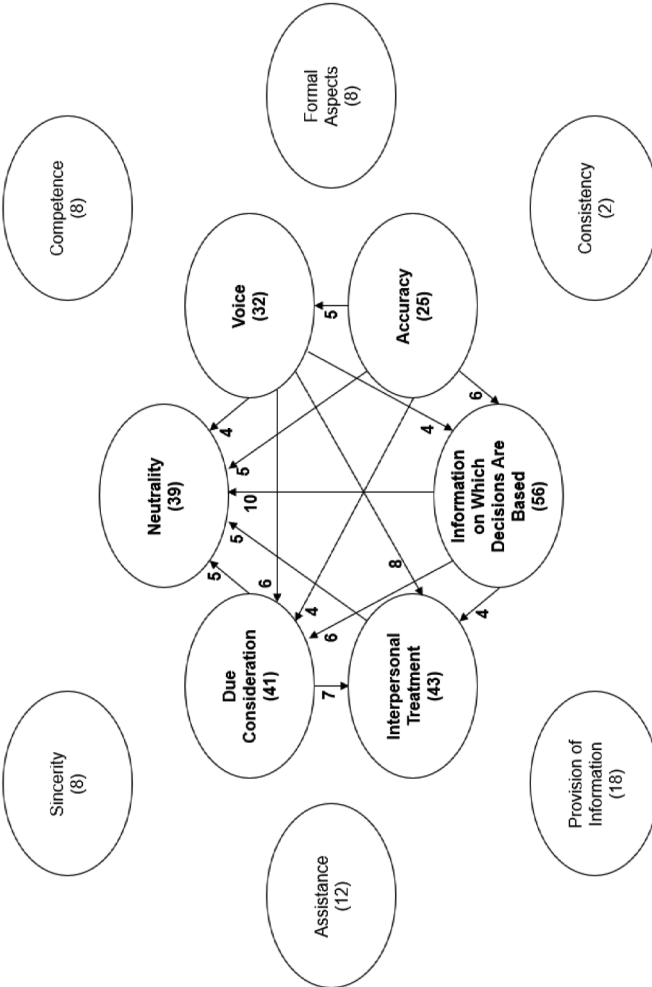 Sincerity
(8)
Competence
(8)
Neutrality
(39)
5
4
5
5
10
Due
Consideration
(41)
6
Voice
(32)
Assistance
(12)
7
6
4
5
Formal
Aspects
(8)
Interpersonal
Treatment
(43)
8
4
Accuracy
(25)
4
6
Information
on Which
Decisions Are
Based
(56)
Provision of
Information
(18)
Consistency
(2)